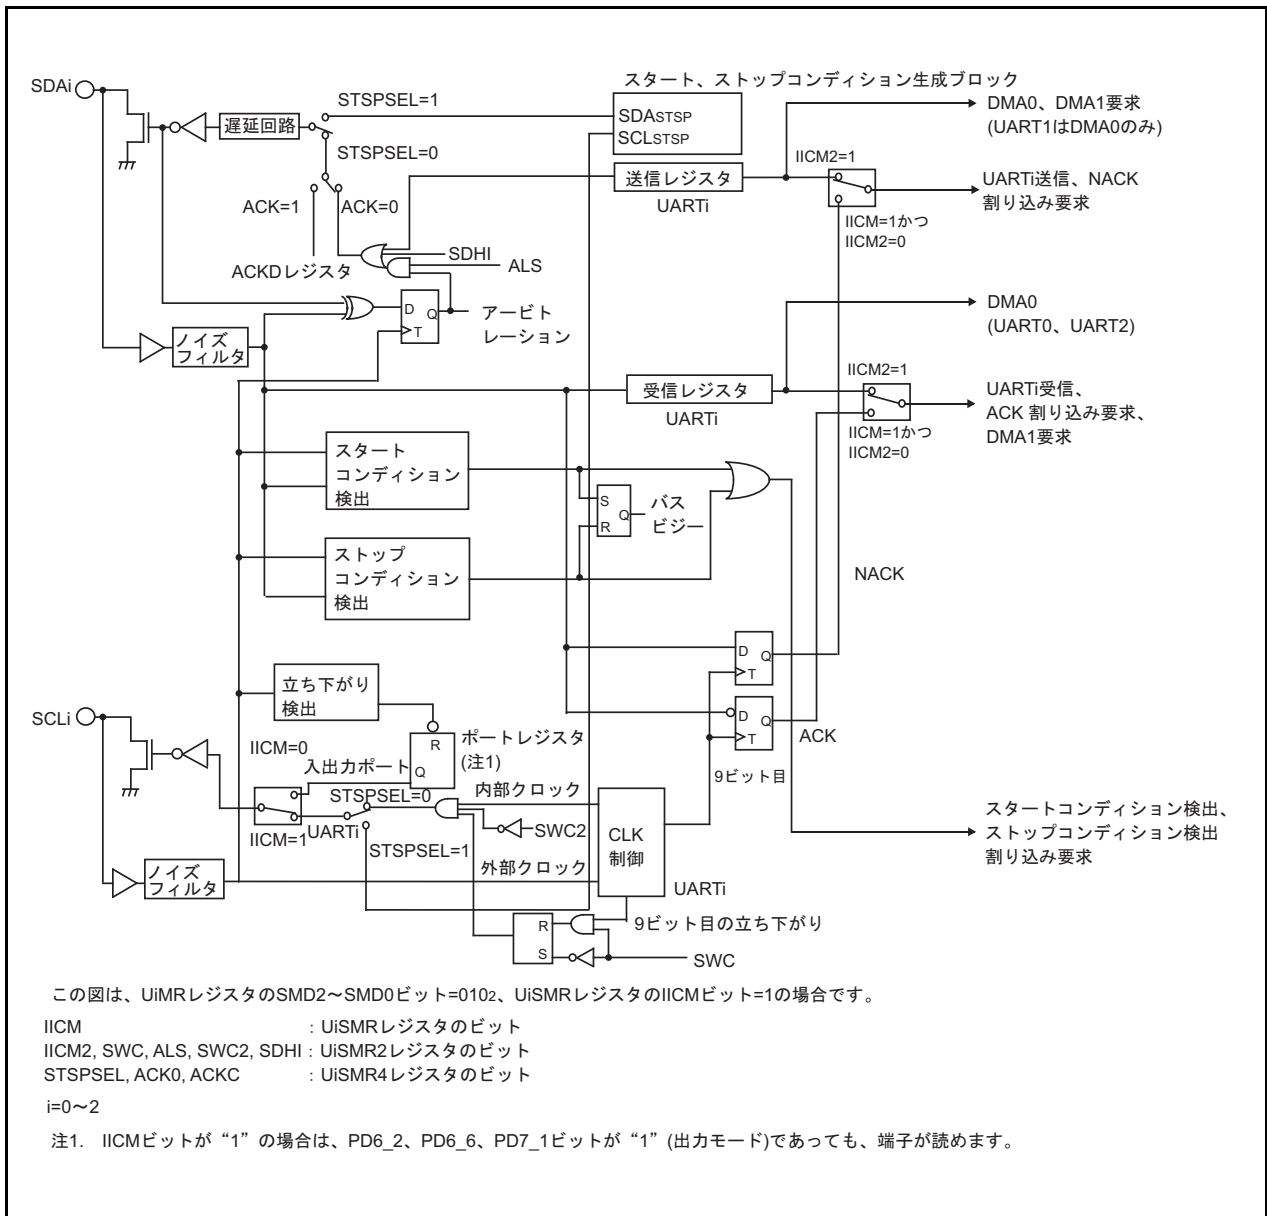 SDAi
遅延回路
STSPSEL=1
STSPSEL=0
ACK=1
ACK=0
ACKDレジスタ
スタート、ストップコンディション生成ブロック
SDASTSP
SCLSTSP
送信レジスタ
UARTi
IICM2=1
IICM=1かつ
IICM2=0
DMA0、DMA1要求
(UART1はDMA0のみ)
UARTi送信、NACK
割り込み要求
SDHI
ALS
D
Q
T
アービト
レーション
ノイズ
フィルタ
受信レジスタ
UARTi
DMA0
(UART0、UART2)
IICM2=1
IICM=1かつ
IICM2=0
UARTi受信、
ACK 割り込み要求、
DMA1要求
スタート
コンディション
検出
S
Q
R
バス
ビジー
ストップ
コンディション
検出
NACK
D
Q
T
D
Q
T
ACK
9ビット目
立ち下がり
検出
SCLi
R
Q
ポートレジスタ
(注1)
IICM=0
入出力ポート
STSPSEL=0
IICM=1
UARTi
STSPSEL=1
内部クロック
SWC2
外部クロック
CLK
制御
UARTi
ノイズ
フィルタ
R
S
9ビット目の立ち下がり
SWC
スタートコンディション検出、
ストップコンディション検出
割り込み要求
この図は、UiMRレジスタのSMD2～SMD0ビット=0102、UiSMRレジスタのIICMビット=1の場合です。
IICM : UiSMRレジスタのビット
IICM2, SWC, ALS, SWC2, SDHI : UiSMR2レジスタのビット
STSPSEL, ACK0, ACKC : UiSMR4レジスタのビット
i=0～2
注1. IICMビットが“1”の場合は、PD6_2、PD6_6、PD7_1ビットが“1”(出力モード)であっても、端子が読めます。